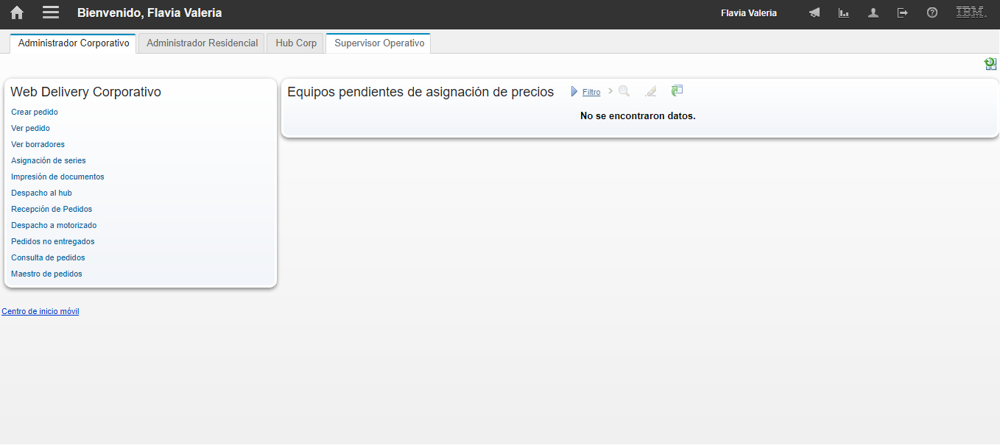 Bienvenido, Flavia Valeria
Flavia Valeria
IBM.
Administrador Corporativo
Administrador Residencial
Hub Corp
Supervisor Operativo
Web Delivery Corporativo
Crear pedido
Ver pedido
Ver borradores
Asignación de series
Impresión de documentos
Despacho al hub
Recepción de Pedidos
Despacho a motorizado
Pedidos no entregados
Consulta de pedidos
Maestro de pedidos
Equipos pendientes de asignación de precios
Filtro
No se encontraron datos.
Centro de inicio móvil